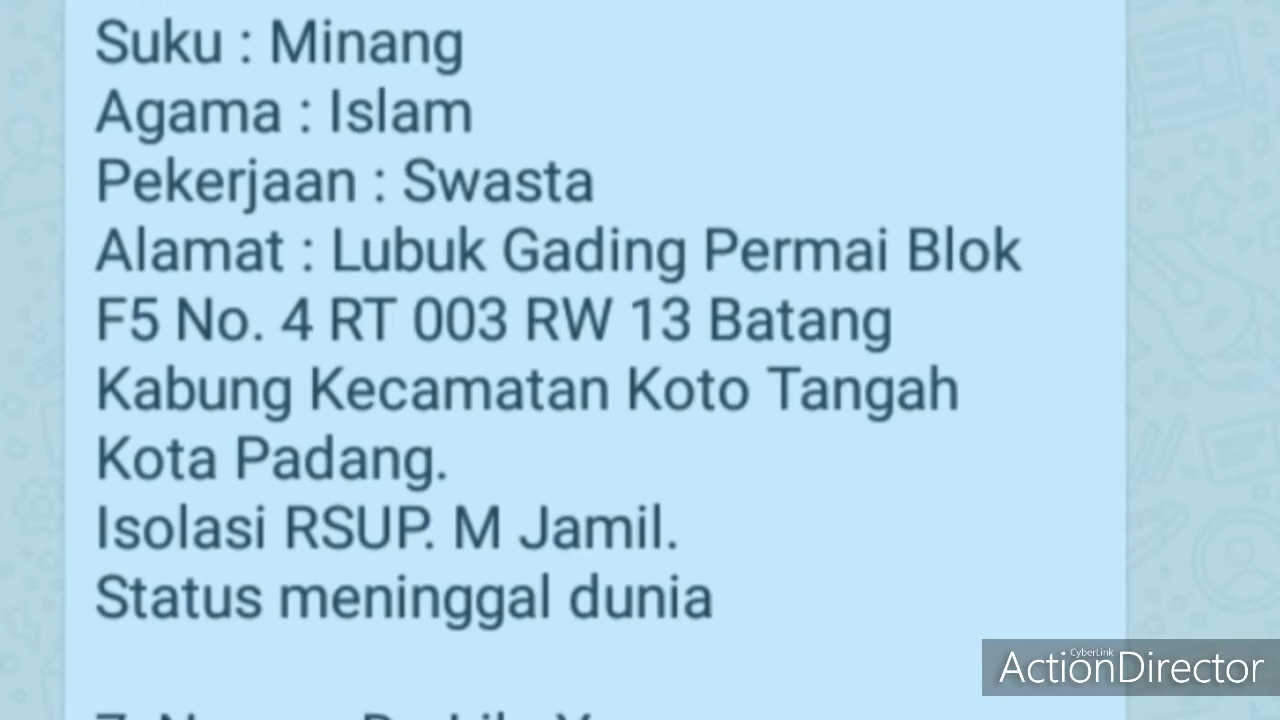 Suku : Minang
Agama : Islam
Pekerjaan : Swasta
Alamat : Lubuk Gading Permai Blok
F5 No. 4 RT 003 RW 13 Batang
Kabung Kecamatan Koto Tangah
Kota Padang.
Isolasi RSUP. M Jamil.
Status meninggal dunia
CyberLink
ActionDirector